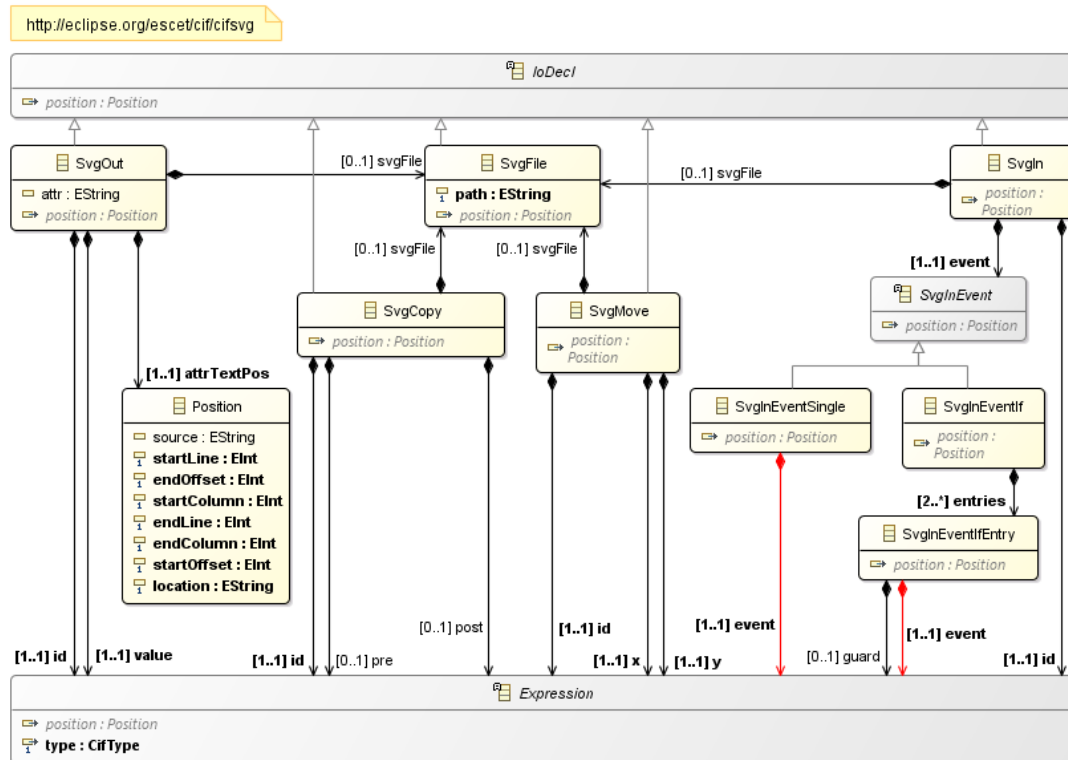 http://eclipse.org/escet/cif/cifsvg
IoDecl
position : Position
SvgOut
attr : EString
position : Position
[0..1] svgFile
SvgFile
path : EString
position : Position
[0..1] svgFile
SvgIn
position :
Position
[0..1] svgFile
[0..1] svgFile
[1..1] event
SvgInEvent
position : Position
SvgCopy
position : Position
SvgMove
position :
Position
[1..1] attrTextPos
Position
source : EString
startLine : EInt
endOffset : EInt
startColumn : EInt
endLine : EInt
endColumn : EInt
startOffset : EInt
location : EString
SvgInEventSingle
position : Position
SvgInEventIf
position :
Position
[2..*] entries
SvgInEventIfEntry
position : Position
[1..1] id
[1..1] value
[1..1] id
[0..1] pre
[0..1] post
[1..1] id
[1..1] x
[1..1] y
[1..1] event
[0..1] guard
[1..1] event
[1..1] id
Expression
position : Position
type : CifType